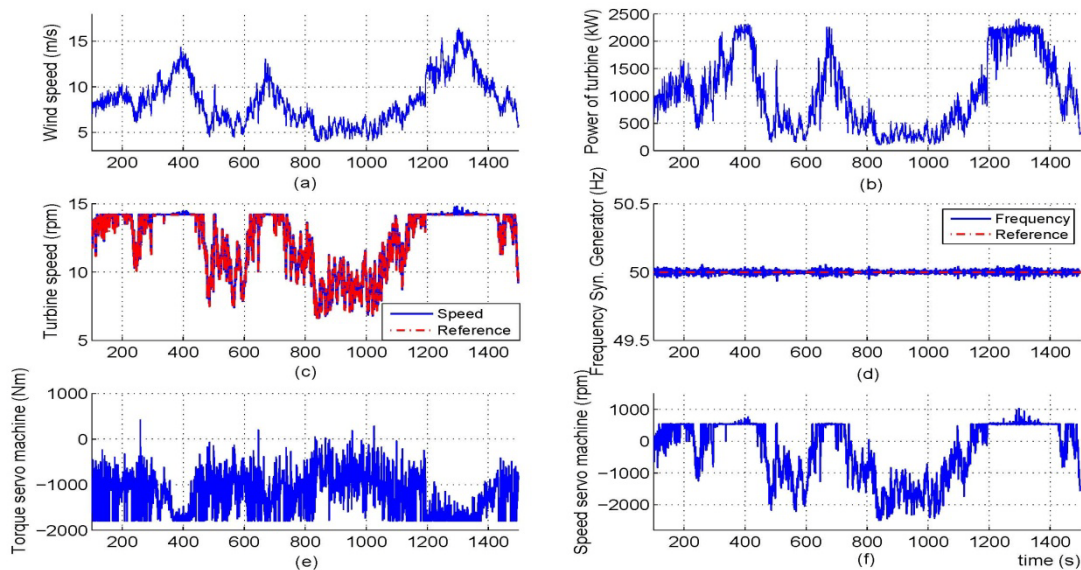 Wind speed (m/s)
15
10
5
200 400 600 800 1000 1200 1400
(a)
Power of turbine (kW)
2500
2000
1500
1000
500
0
200 400 600 800 1000 1200 1400
(b)
Turbine speed (rpm)
15
10
5
Speed
Reference
200 400 600 800 1000 1200 1400
(c)
Frequency Syn. Generator (Hz)
50.5
50
49.5
Frequency
Reference
200 400 600 800 1000 1200 1400
(d)
Torque servo machine (Nm)
1000
0
−1000
−2000
200 400 600 800 1000 1200 1400
(e)
Speed servo machine (rpm)
1000
0
−1000
−2000
200 400 600 800 1000 1200 1400
(f)
time (s)